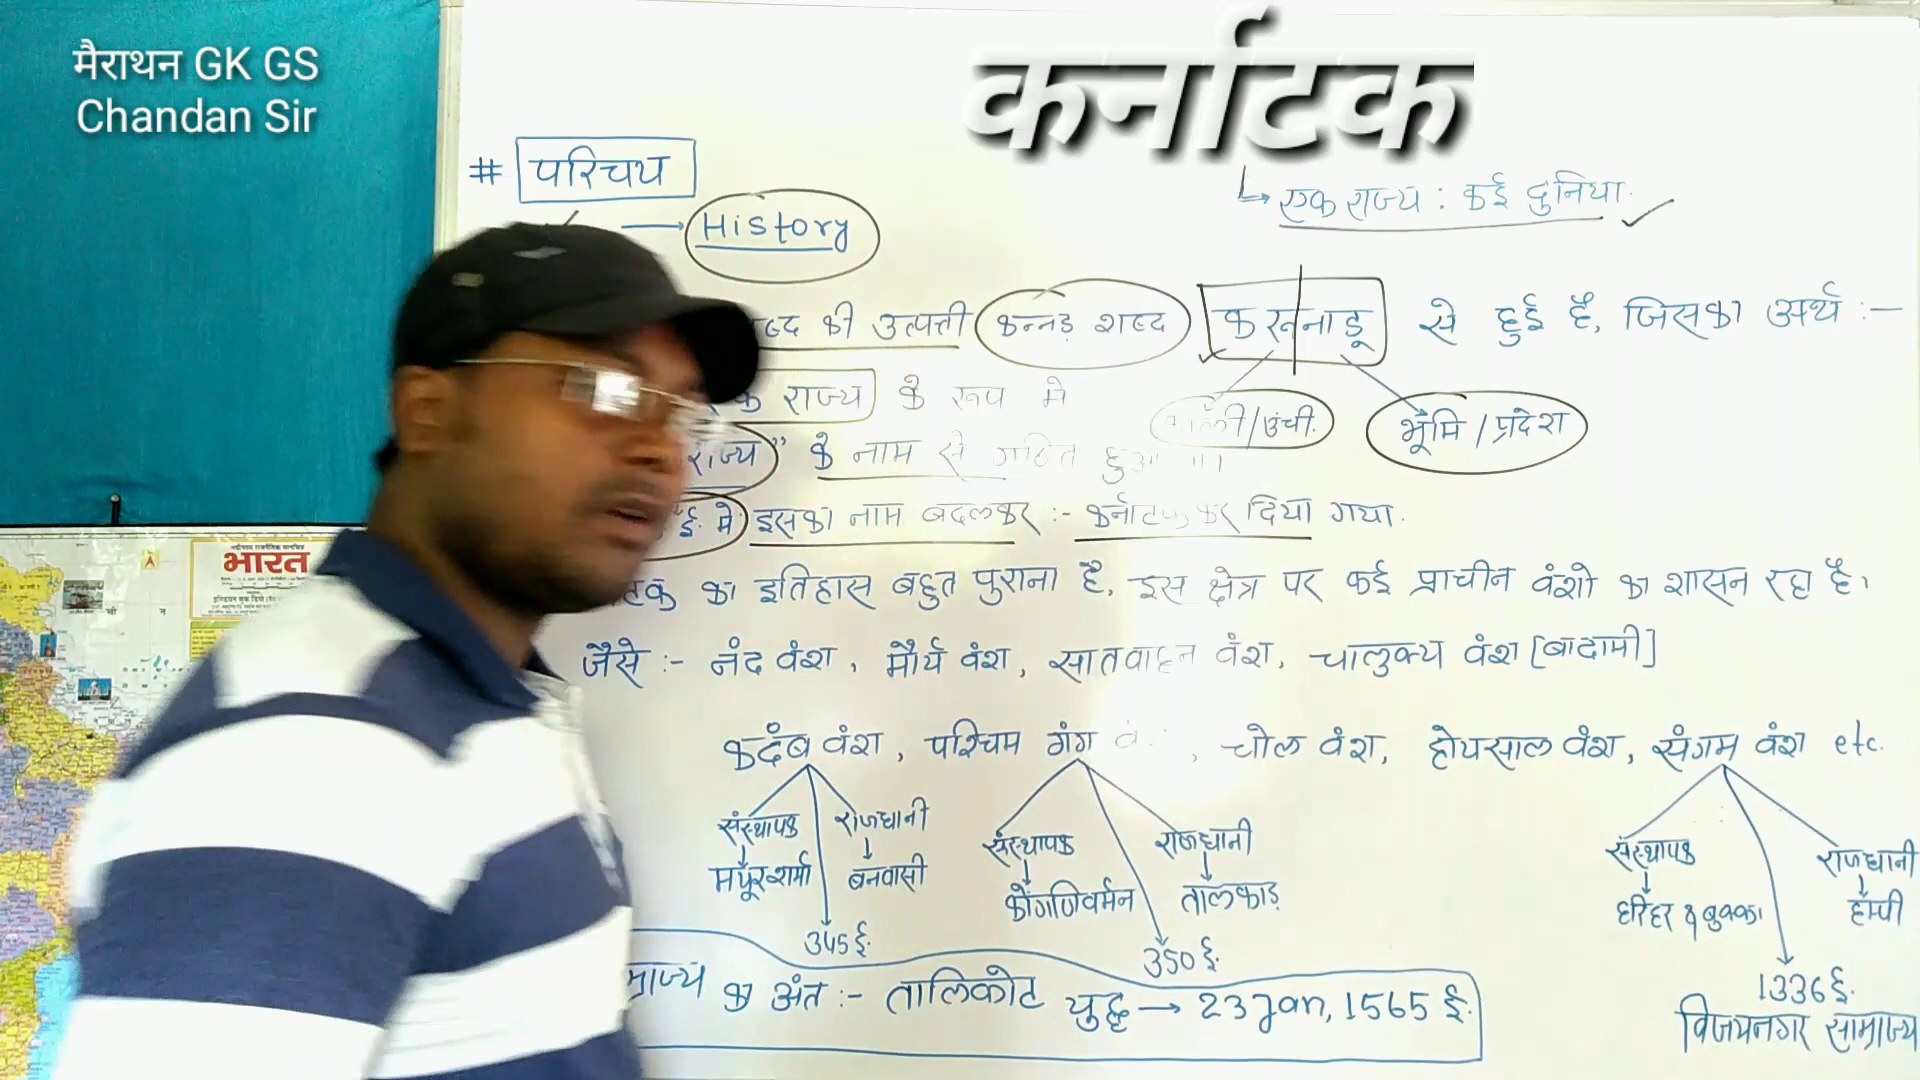 मैराथन GK GS
Chandan Sir
कर्नाटक
# परिचय
→ एक राज्य : कई दुनिया.
→ History
की उत्पत्ती कन्नड़ शब्द करुनाडू से हुई है, जिसका अर्थ :-
राज्य के रूप मे
/उंची. भूमि / प्रदेश
राज्य” के नाम से गठित हुआ
ई. मे इसका नाम बदलकर :- कर्नाटक कर दिया गया.
का इतिहास बहुत पुराना है, इस क्षेत्र पर कई प्राचीन वंशो का शासन रहा है।
जैसे :- नंद वंश, मौर्य वंश, सातवाहन वंश, चालुक्य वंश [बादामी]
कदंब वंश, पश्चिम गंग , चोल वंश, होयसाल वंश, संगम वंश etc.
संस्थापक राजधानी संस्थापक राजधानी संस्थापक राजधानी
मयूरशर्मा बनवासी कोंगणिवर्मन तालकाड़ हरिहर व बुक्का हम्पी
345 ई. 350 ई. 1336 ई.
विजयनगर साम्राज्य
का अंत :- तालिकोट युद्ध → 23 Jan, 1565 ई.
भारत